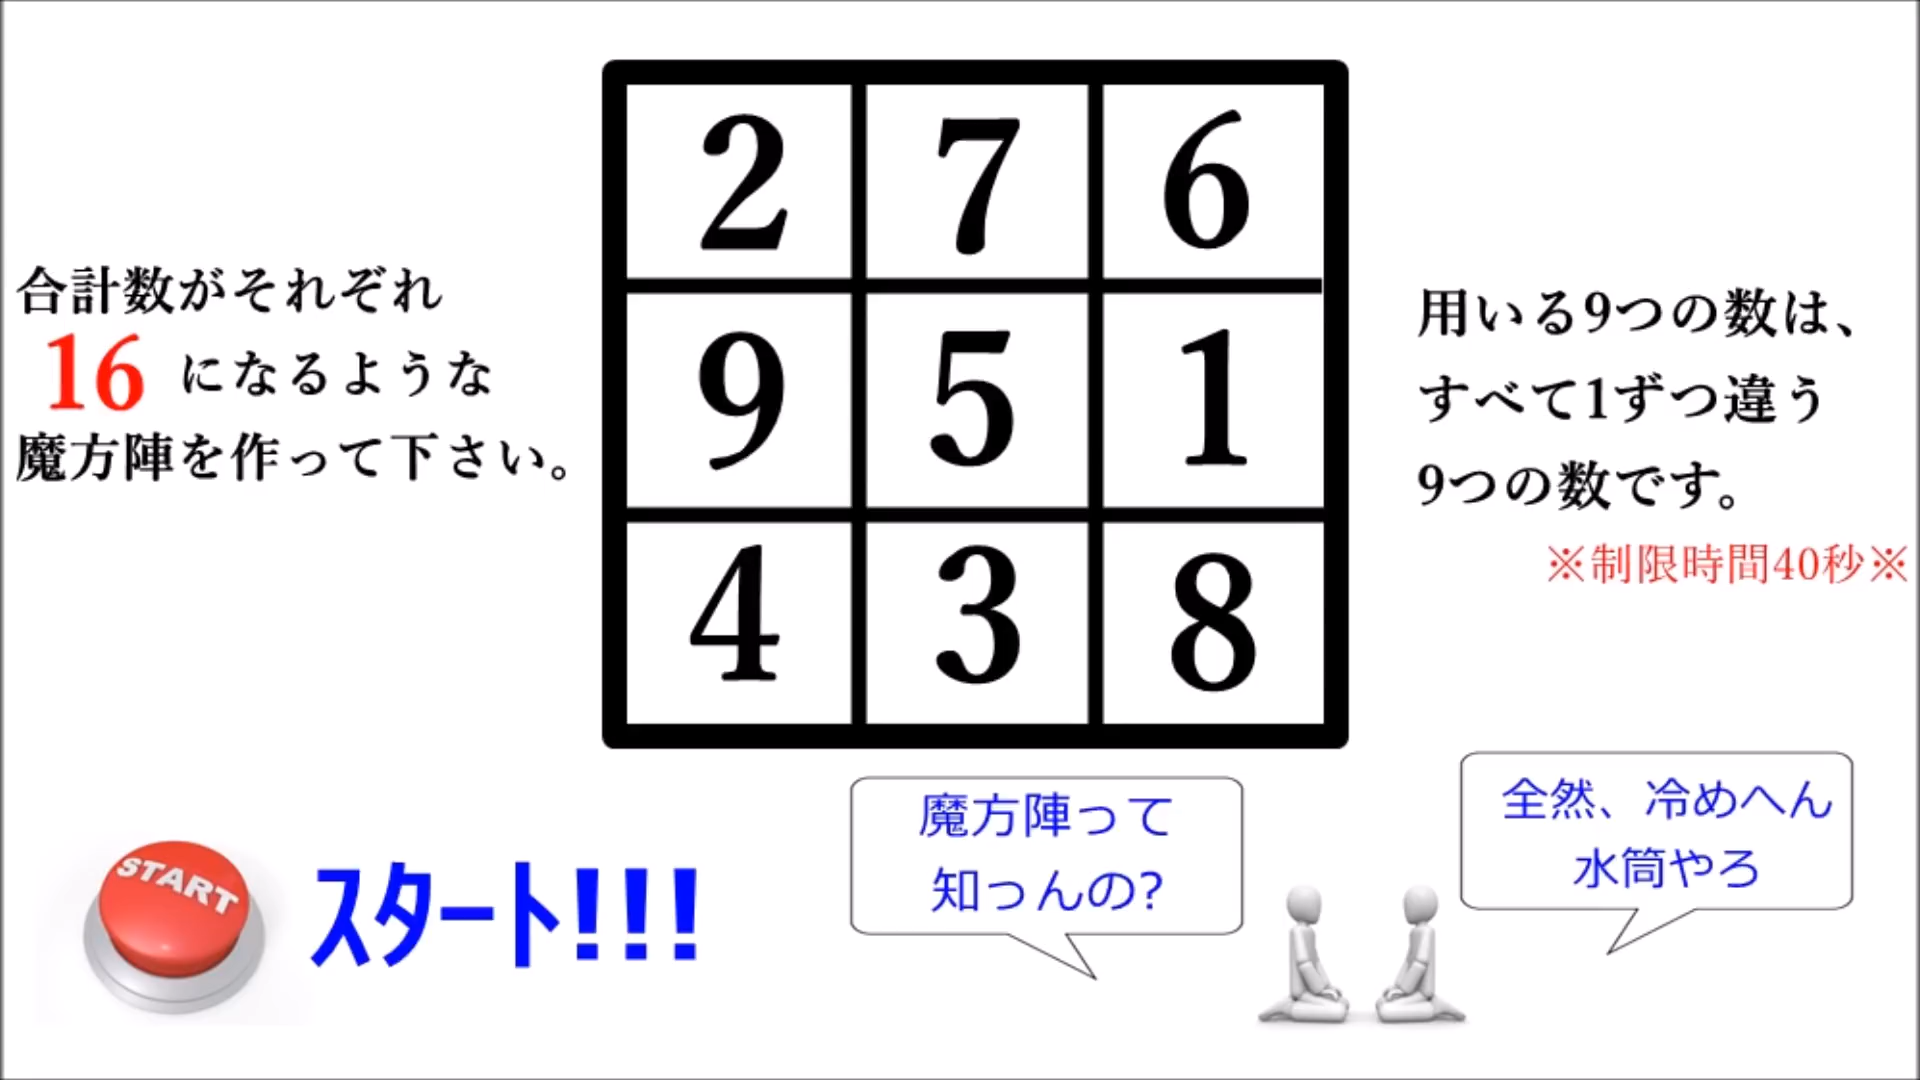 合計数がそれぞれ
16 になるような
魔方陣を作って下さい。
2 7 6
9 5 1
4 3 8
用いる9つの数は、
すべて1ずつ違う
9つの数です。
※制限時間40秒※
START
スタート!!!
魔方陣って
知っんの?
全然、冷めへん
水筒やろ